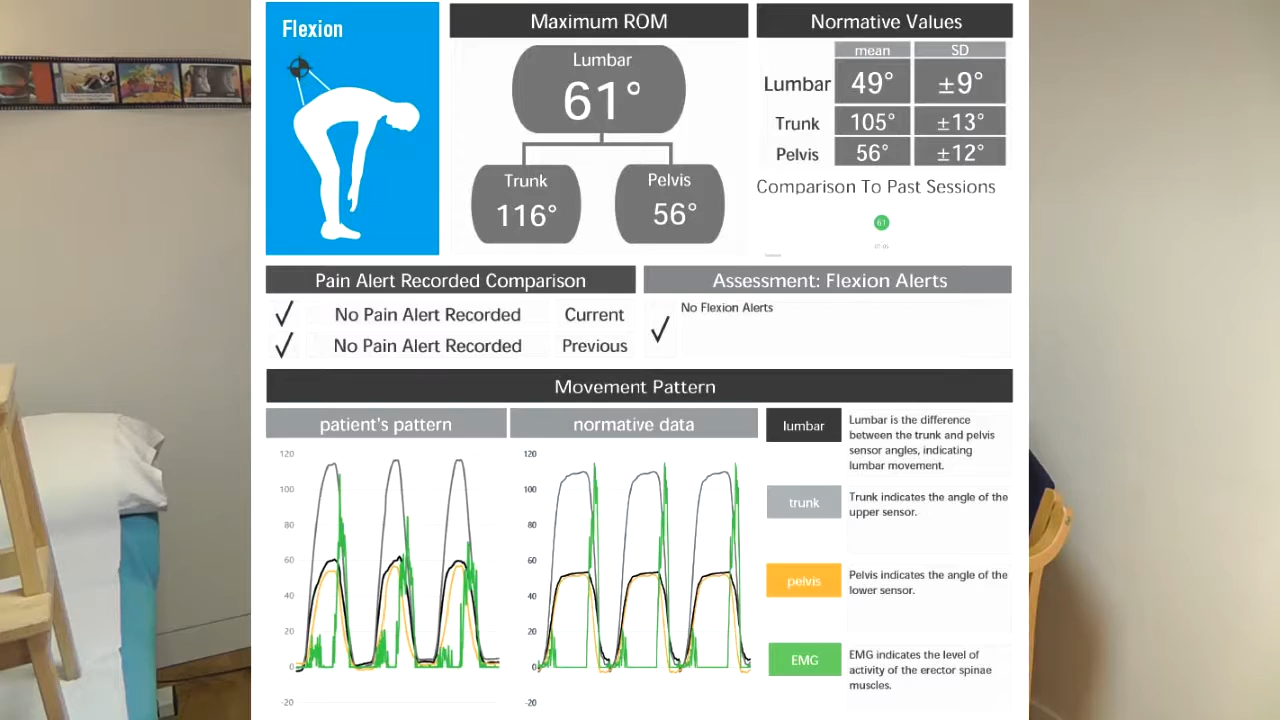 Flexion
Maximum ROM
Lumbar
61°
Trunk
116°
Pelvis
56°
Normative Values
mean SD
Lumbar 49° ±9°
Trunk 105° ±13°
Pelvis 56° ±12°
Comparison To Past Sessions
61
Pain Alert Recorded Comparison
No Pain Alert Recorded Current
No Pain Alert Recorded Previous
Assessment: Flexion Alerts
No Flexion Alerts
Movement Pattern
patient's pattern
120
100
80
60
40
20
0
-20
normative data
120
100
80
60
40
20
0
-20
lumbar
Lumbar is the difference
between the trunk and pelvis
sensor angles, indicating
lumbar movement.
trunk
Trunk indicates the angle of the
upper sensor.
pelvis
Pelvis indicates the angle of the
lower sensor.
EMG
EMG indicates the level of
activity of the erector spinae
muscles.